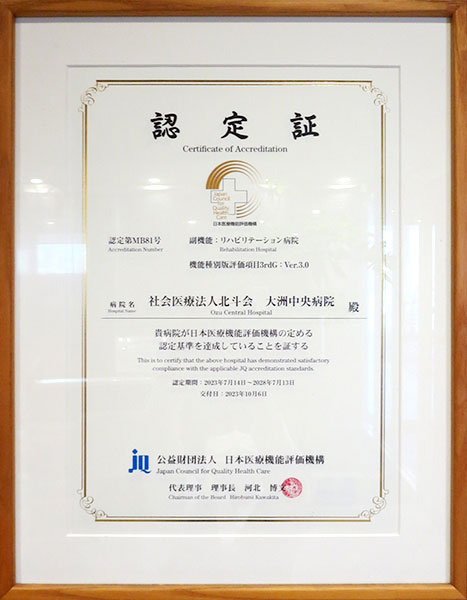 認定証
Certificate of Accreditation
Japan
Council
for
Quality
Health
Care
日本医療機能評価機構
認定第MB81号
Accreditation Number
副機能：リハビリテーション病院
Rehabilitation Hospital
機能種別版評価項目3rdG：Ver.3.0
病院名
Hospital Name
社会医療法人北斗会　大洲中央病院
Ozu Central Hospital
殿
貴病院が日本医療機能評価機構の定める
認定基準を達成していることを証する
This is to certify that the above hospital has demonstrated satisfactory
compliance with the applicable JQ accreditation standards.
認定期間：2023年7月14日～2028年7月13日
交付日：2023年10月6日
JQ
公益財団法人　日本医療機能評価機構
Japan Council for Quality Health Care
代表理事　理事長　河北　博文
Chairman of the Board　Hirobumi Kawakita